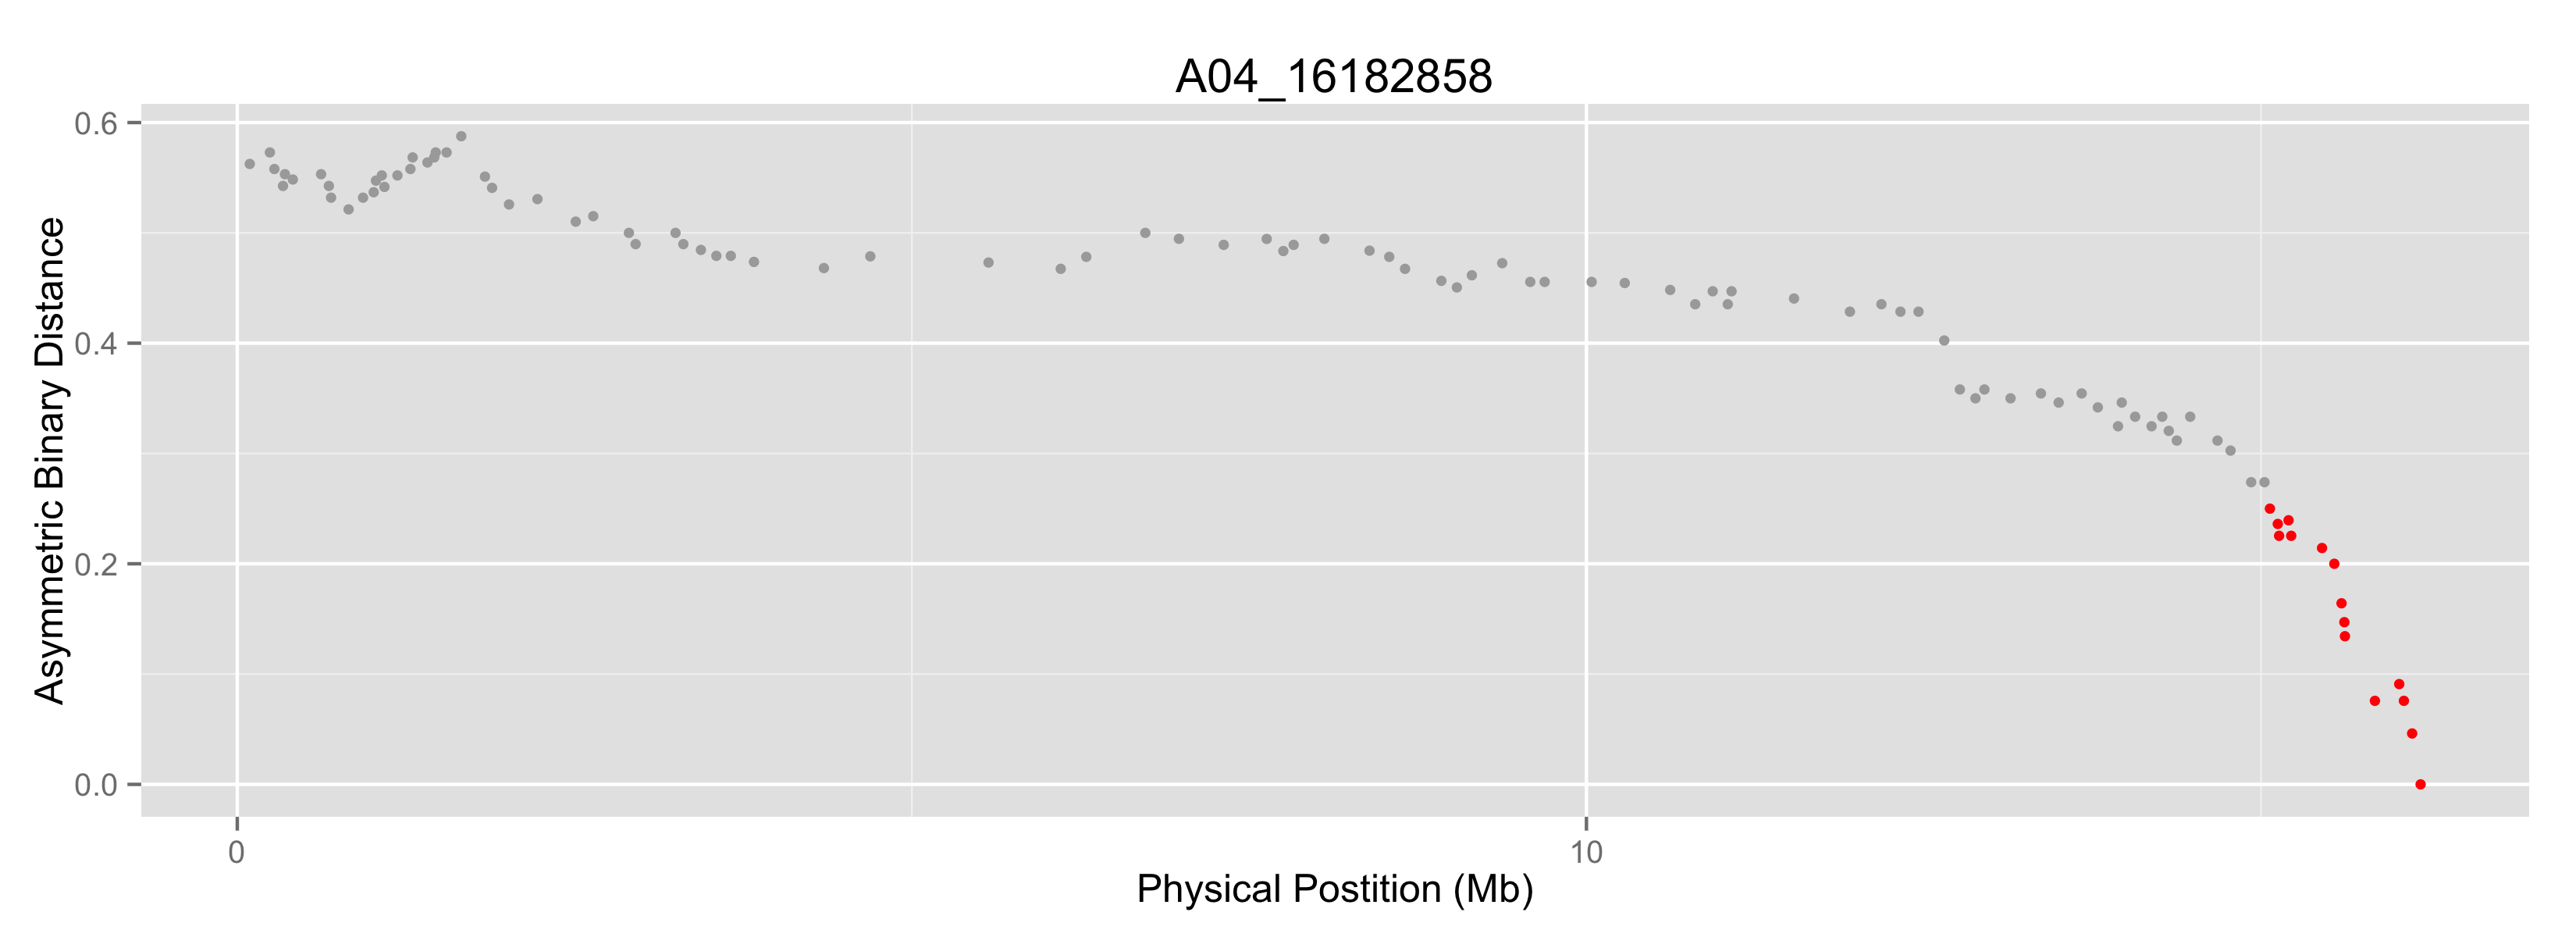 A04_16182858
0.6
0.4
0.2
0.0
Asymmetric Binary Distance
0
10
Physical Postition (Mb)